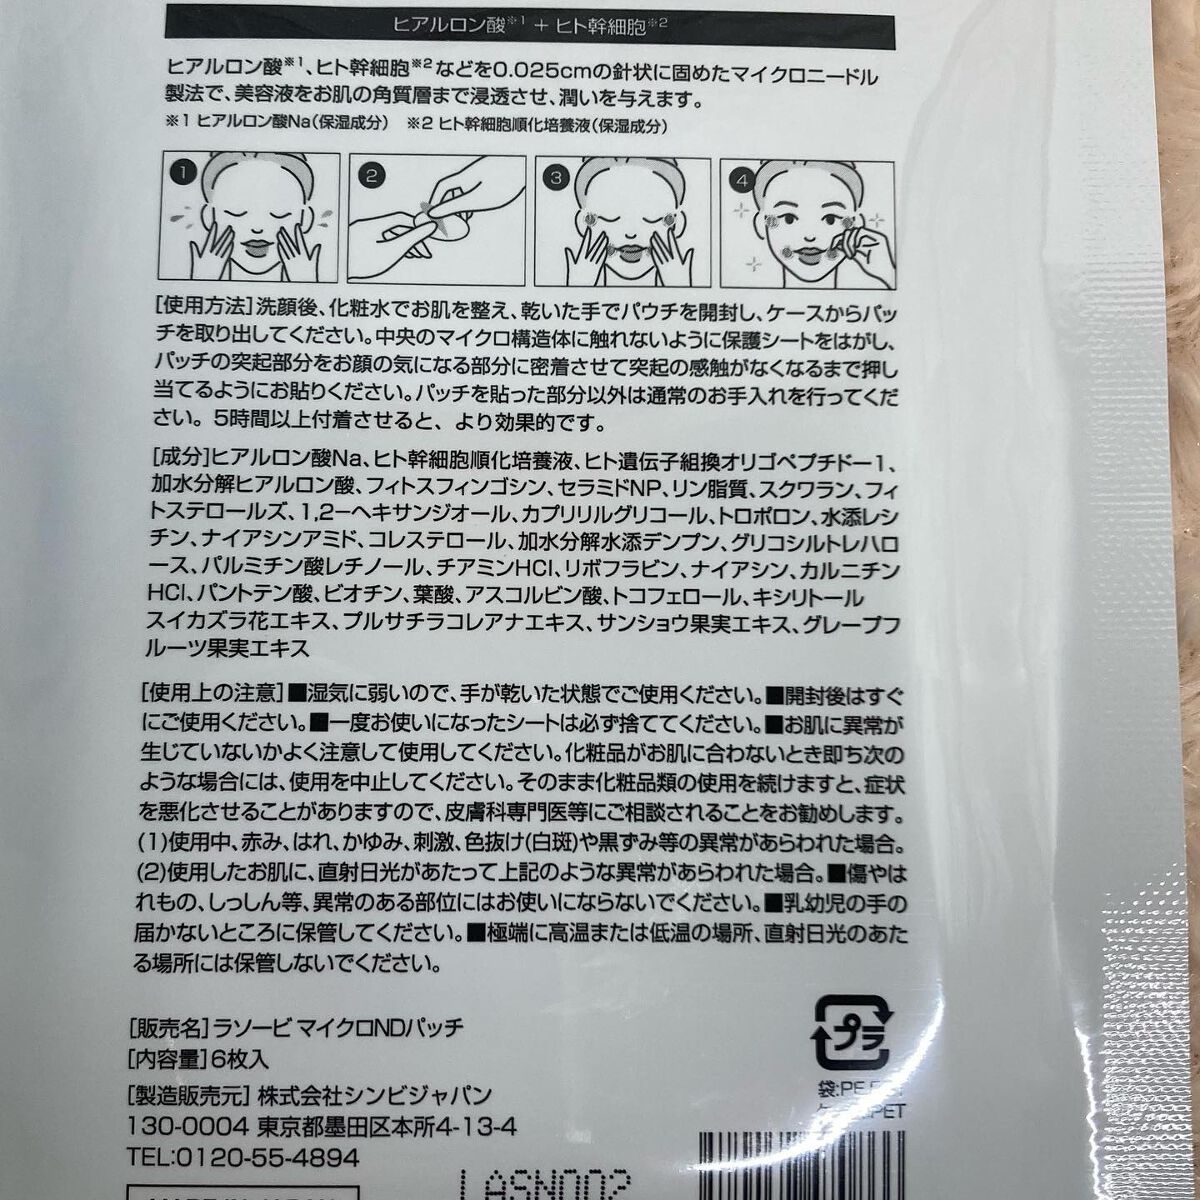 ヒアルロン酸※1 + ヒト幹細胞※2
ヒアルロン酸※1、ヒト幹細胞※2などを0.025cmの針状に固めたマイクロニードル
製法で、美容液をお肌の角質層まで浸透させ、潤いを与えます。
※1 ヒアルロン酸Na(保湿成分) ※2 ヒト幹細胞順化培養液(保湿成分)
1 2 3 4
[使用方法]洗顔後、化粧水でお肌を整え、乾いた手でパウチを開封し、ケースからパッ
チを取り出してください。中央のマイクロ構造体に触れないように保護シートをはがし、
パッチの突起部分をお顔の気になる部分に密着させて突起の感触がなくなるまで押し
当てるようにお貼りください。パッチを貼った部分以外は通常のお手入れを行ってくだ
さい。5時間以上付着させると、より効果的です。
[成分]ヒアルロン酸Na、ヒト幹細胞順化培養液、ヒト遺伝子組換オリゴペプチドー1、
加水分解ヒアルロン酸、フィトスフィンゴシン、セラミドNP、リン脂質、スクワラン、フィ
トステロールズ、1,2ーヘキサンジオール、カプリリルグリコール、トロポロン、水添レシ
チン、ナイアシンアミド、コレステロール、加水分解水添デンプン、グリコシルトレハロ
ース、パルミチン酸レチノール、チアミンHCl、リボフラビン、ナイアシン、カルニチン
HCl、パントテン酸、ビオチン、葉酸、アスコルビン酸、トコフェロール、キシリトール
スイカズラ花エキス、プルサチラコレアナエキス、サンショウ果実エキス、グレープフ
ルーツ果実エキス
[使用上の注意]■湿気に弱いので、手が乾いた状態でご使用ください。■開封後はすぐ
にご使用ください。■一度お使いになったシートは必ず捨ててください。■お肌に異常が
生じていないかよく注意して使用してください。化粧品がお肌に合わないとき即ち次の
ような場合には、使用を中止してください。そのまま化粧品類の使用を続けますと、症状
を悪化させることがありますので、皮膚科専門医等にご相談されることをお勧めします。
(1)使用中、赤み、はれ、かゆみ、刺激、色抜け(白斑)や黒ずみ等の異常があらわれた場合。
(2)使用したお肌に、直射日光があたって上記のような異常があらわれた場合。■傷やは
れもの、しっしん等、異常のある部位にはお使いにならないでください。■乳幼児の手の
届かないところに保管してください。■極端に高温または低温の場所、直射日光のあた
る場所には保管しないでください。
[販売名]ラソービ マイクロNDパッチ
[内容量]6枚入
[製造販売元] 株式会社シンビジャパン
130-0004 東京都墨田区本所4-13-4
TEL:0120-55-4894
プラ
袋:PE
PET
LASN002